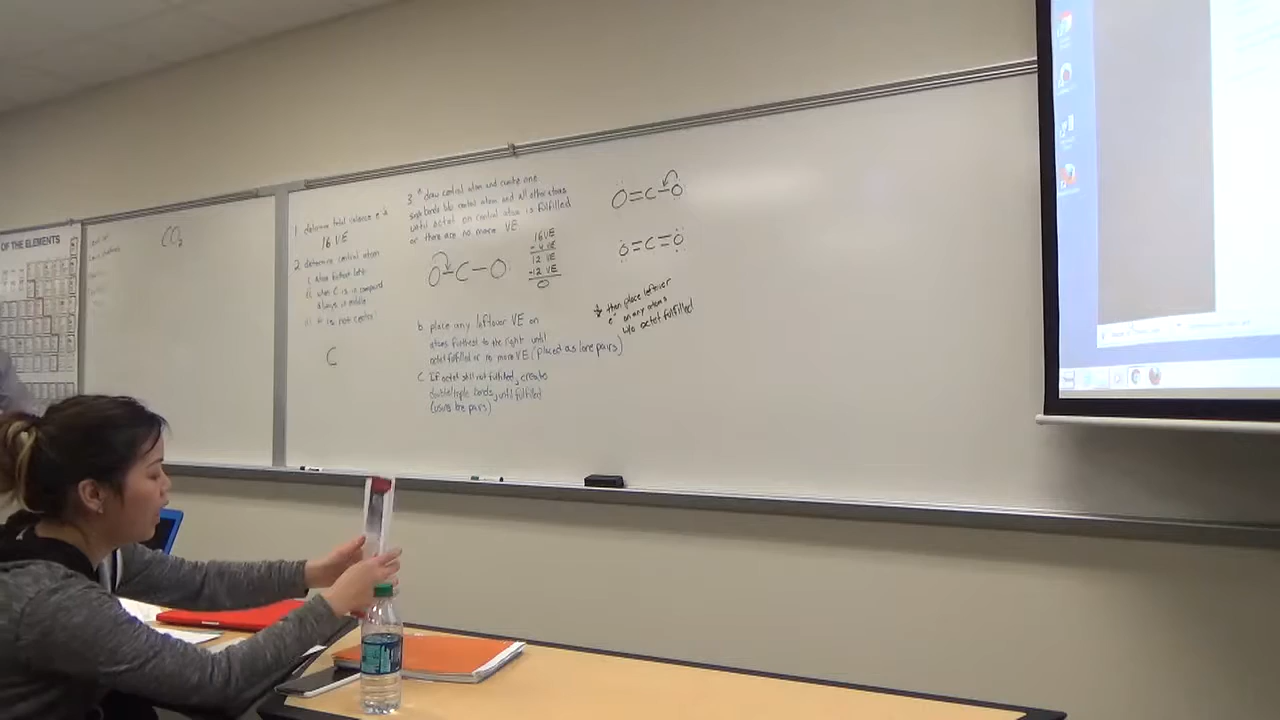 OF THE ELEMENTS
CO₂
1. determine total valence e⁻'s
16 VE
2. determine central atom
ii. when C is in compound
always in middle
iii. H is not central
C
3 a draw central atom and create one
single bonds b/w central atom and all other atoms
until octet on central atom is fulfilled
or there are no more VE
O-C-O
16 VE
- 4 VE
12 VE
-12 VE
0
b place any leftover VE on
atoms furthest to the right until
octet fulfilled or no more VE (placed as lone pairs)
C If octet still not fulfilled, create
double/triple bonds, until fulfilled
(using lone pairs)
O=C-O
O=C=O
then place leftover
e⁻ on any atoms
w/o octet fulfilled